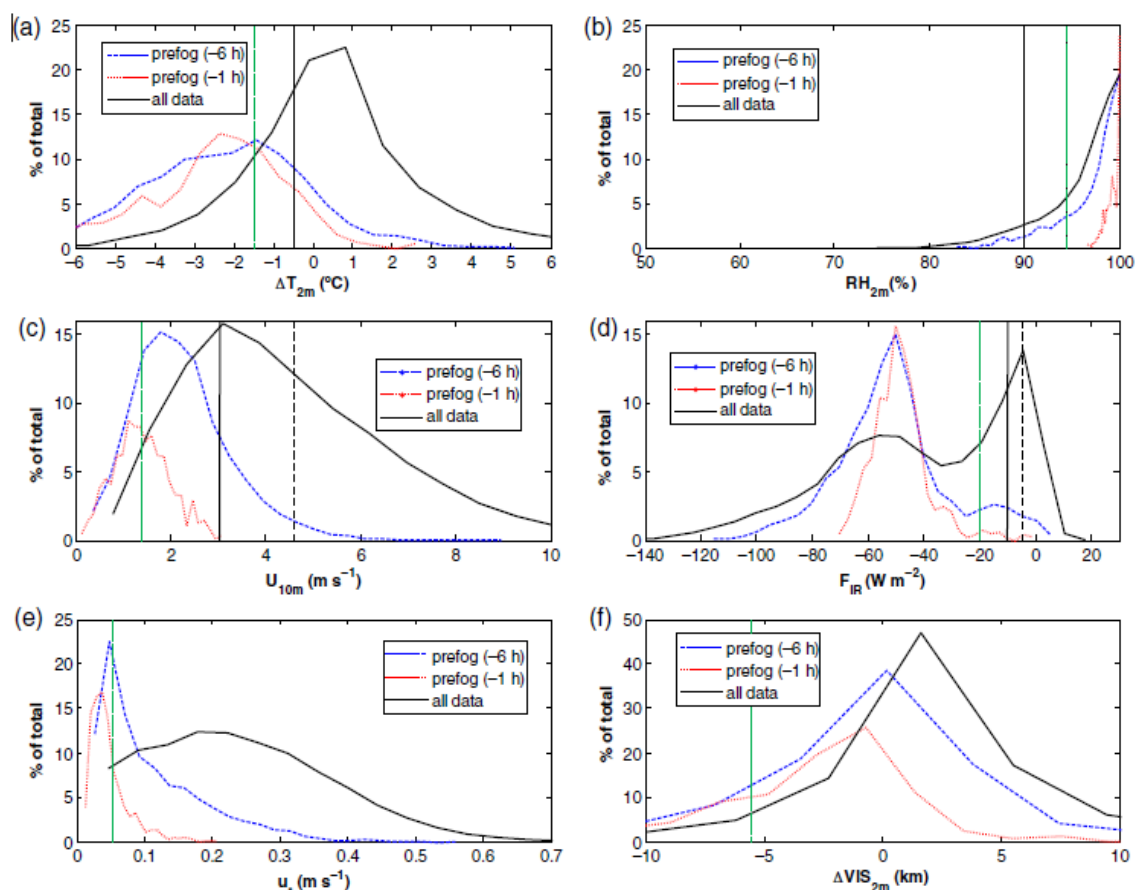 (a)
25
20
15
10
5
0
% of total
prefog (–6 h)
prefog (–1 h)
all data
–6 –5 –4 –3 –2 –1 0 1 2 3 4 5 6
ΔT2m (ºC)
(b)
25
20
15
10
5
0
% of total
prefog (–6 h)
prefog (–1 h)
all data
50 60 70 80 90 100
RH2m(%)
(c)
15
10
5
0
% of total
prefog (–6 h)
prefog (–1 h)
all data
0 2 4 6 8 10
U10m (m s–1)
(d)
15
10
5
0
% of total
prefog (–6 h)
prefog (–1 h)
all data
–140 –120 –100 –80 –60 –40 –20 0 20
FIR (W m–2)
(e)
25
20
15
10
5
0
% of total
prefog (–6 h)
prefog (–1 h)
all data
0 0.1 0.2 0.3 0.4 0.5 0.6 0.7
u* (m s–1)
(f)
50
40
30
20
10
0
% of total
prefog (–6 h)
prefog (–1 h)
all data
–10 –5 0 5 10
ΔVIS2m (km)